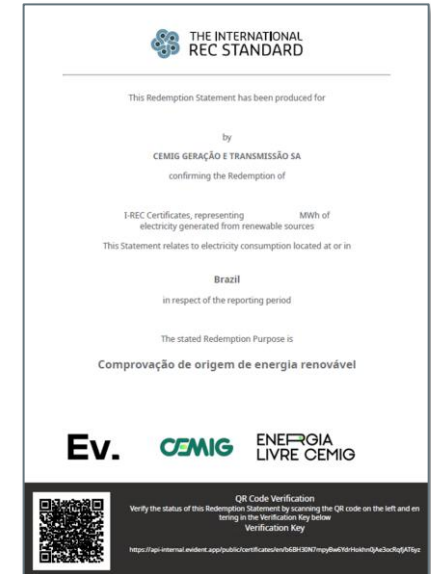 THE INTERNATIONAL
REC STANDARD
This Redemption Statement has been produced for
by
CEMIG GERAÇÃO E TRANSMISSÃO SA
confirming the Redemption of
I-REC Certificates, representing MWh of
electricity generated from renewable sources
This Statement relates to electricity consumption located at or in
Brazil
in respect of the reporting period
The stated Redemption Purpose is
Comprovação de origem de energia renovável
Ev.
CEMIG
ENERGIA
LIVRE CEMIG
QR Code Verification
Verify the status of this Redemption Statement by scanning the QR code on the left and en
tering in the Verification Key below
Verification Key